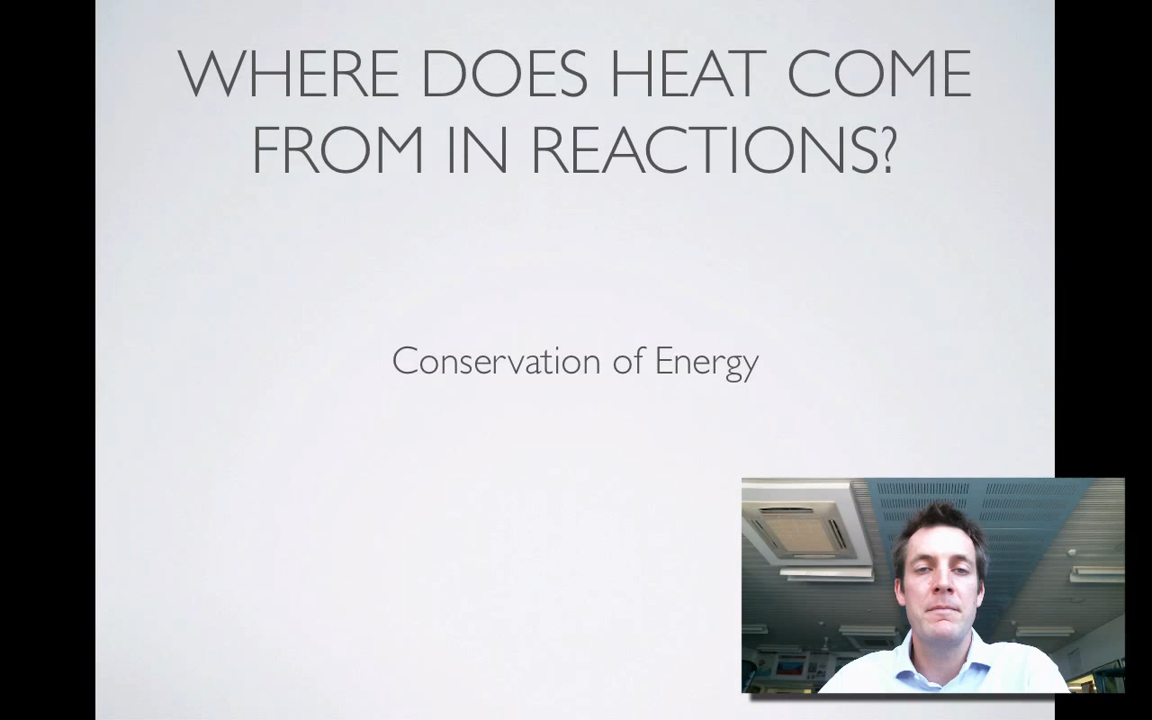 WHERE DOES HEAT COME
FROM IN REACTIONS?
Conservation of Energy